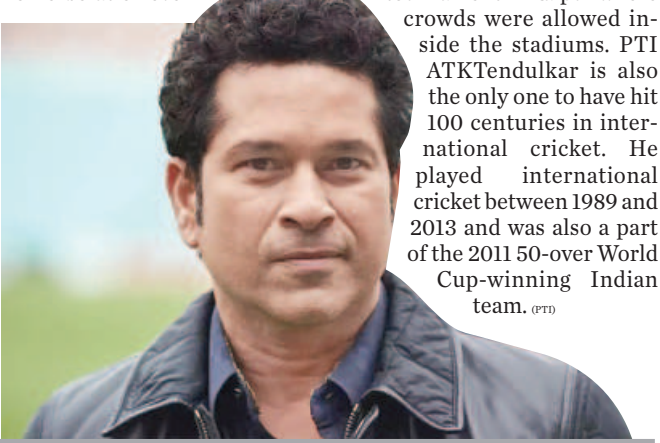 crowds were allowed in-
side the stadiums. PTI
ATKTendulkar is also
the only one to have hit
100 centuries in inter-
national cricket. He
played international
cricket between 1989 and
2013 and was also a part
of the 2011 50-over World
Cup-winning Indian
team. (PTI)